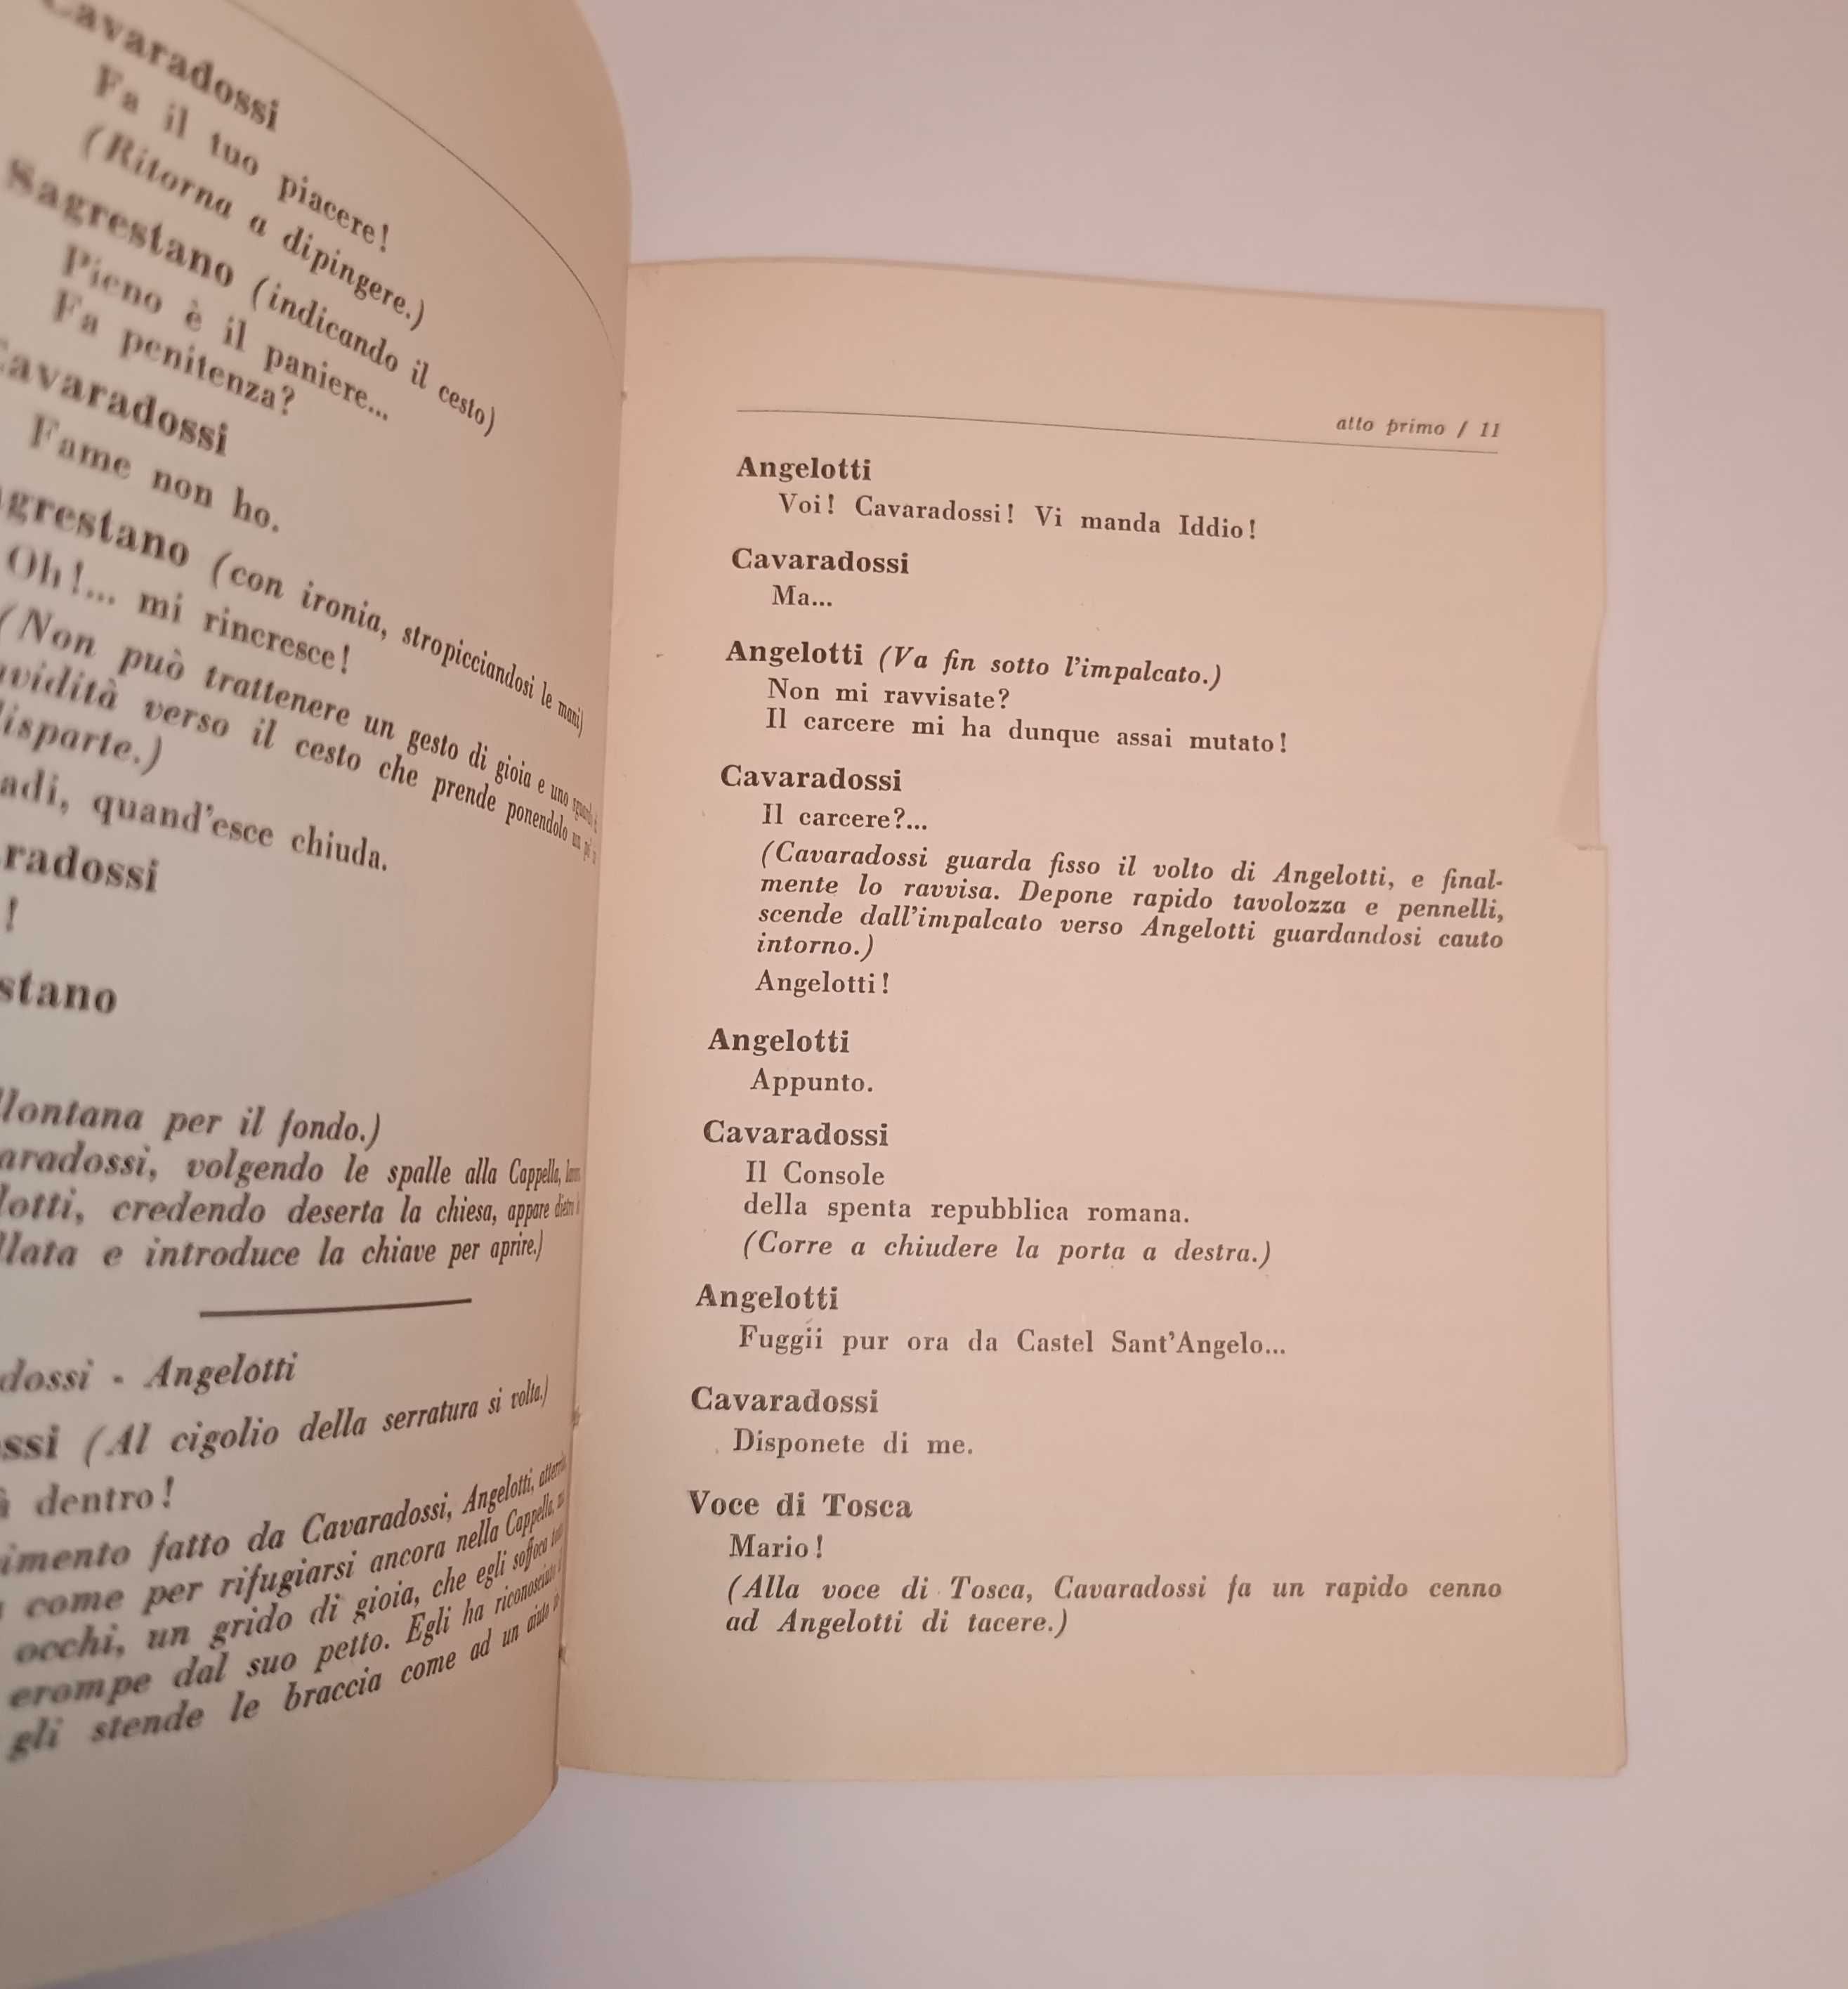 Cavaradossi
Fa il tuo piacere!
(Ritorna a dipingere.)
Sagrestano (indicando il cesto)
Pieno è il paniere...
Fa penitenza?
Cavaradossi
Fame non ho.
grestano (con ironia, stropicciandosi le mani)
Oh!... mi rincresce!
(Non può trattenere un gesto di gioia e uno
vidità verso il cesto che prende ponendolo un
disparte.)
adi, quand'esce chiuda.
radossi
!
stano
llontana per il fondo.)
aradossi, volgendo le spalle alla Cappella,
lotti, credendo deserta la chiesa, appare
llata e introduce la chiave per aprire.)
dossi - Angelotti
ssi (Al cigolio della serratura si volta.)
dentro!
imento fatto da Cavaradossi, Angelotti,
come per rifugiarsi ancora nella Cappella,
occhi, un grido di gioia, che egli soffoca
erompe dal suo petto. Egli ha riconosciuto
gli stende le braccia come ad un aiuto
atto primo / 11
Angelotti
Voi! Cavaradossi! Vi manda Iddio!
Cavaradossi
Ma...
Angelotti (Va fin sotto l'impalcato.)
Non mi ravvisate?
Il carcere mi ha dunque assai mutato!
Cavaradossi
Il carcere?...
(Cavaradossi guarda fisso il volto di Angelotti, e final-
mente lo ravvisa. Depone rapido tavolozza e pennelli,
scende dall'impalcato verso Angelotti guardandosi cauto
intorno.)
Angelotti!
Angelotti
Appunto.
Cavaradossi
Il Console
della spenta repubblica romana.
(Corre a chiudere la porta a destra.)
Angelotti
Fuggii pur ora da Castel Sant'Angelo...
Cavaradossi
Disponete di me.
Voce di Tosca
Mario!
(Alla voce di Tosca, Cavaradossi fa un rapido cenno
ad Angelotti di tacere.)